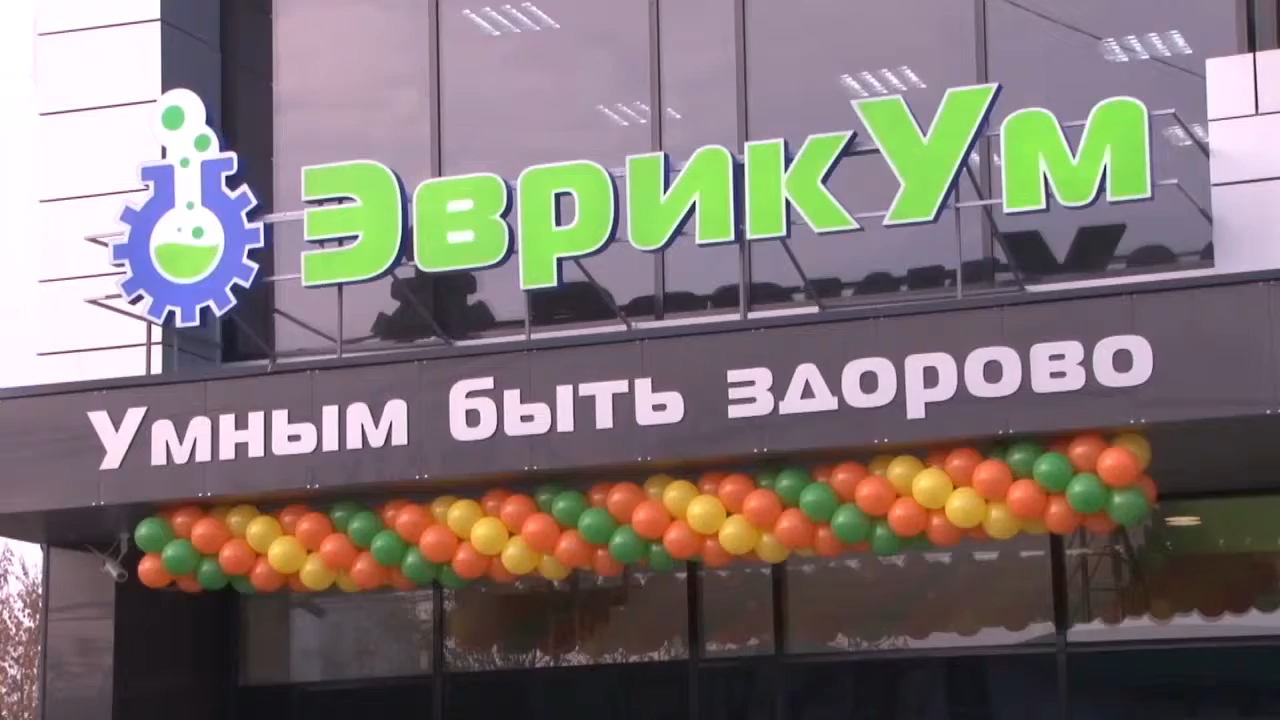 ЭврикУм
Умным быть здорово